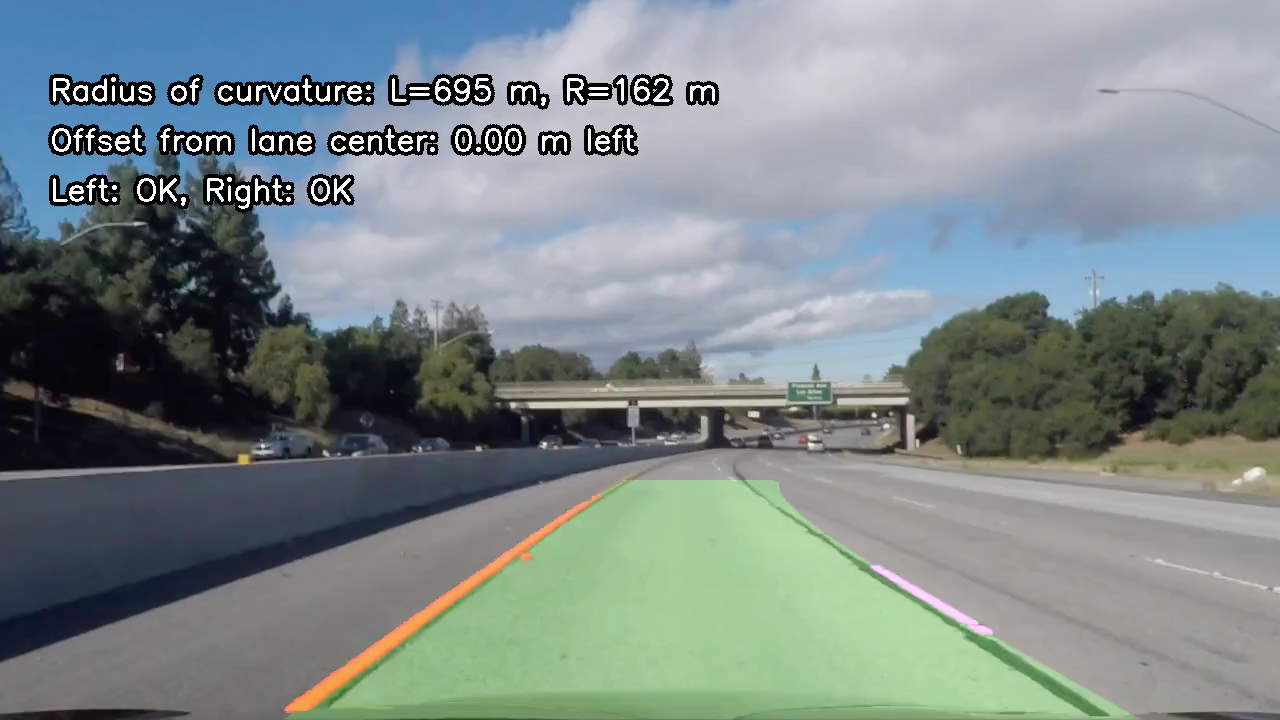 Radius of curvature: L=695 m, R=162 m
Offset from lane center: 0.00 m left
Left: OK, Right: OK